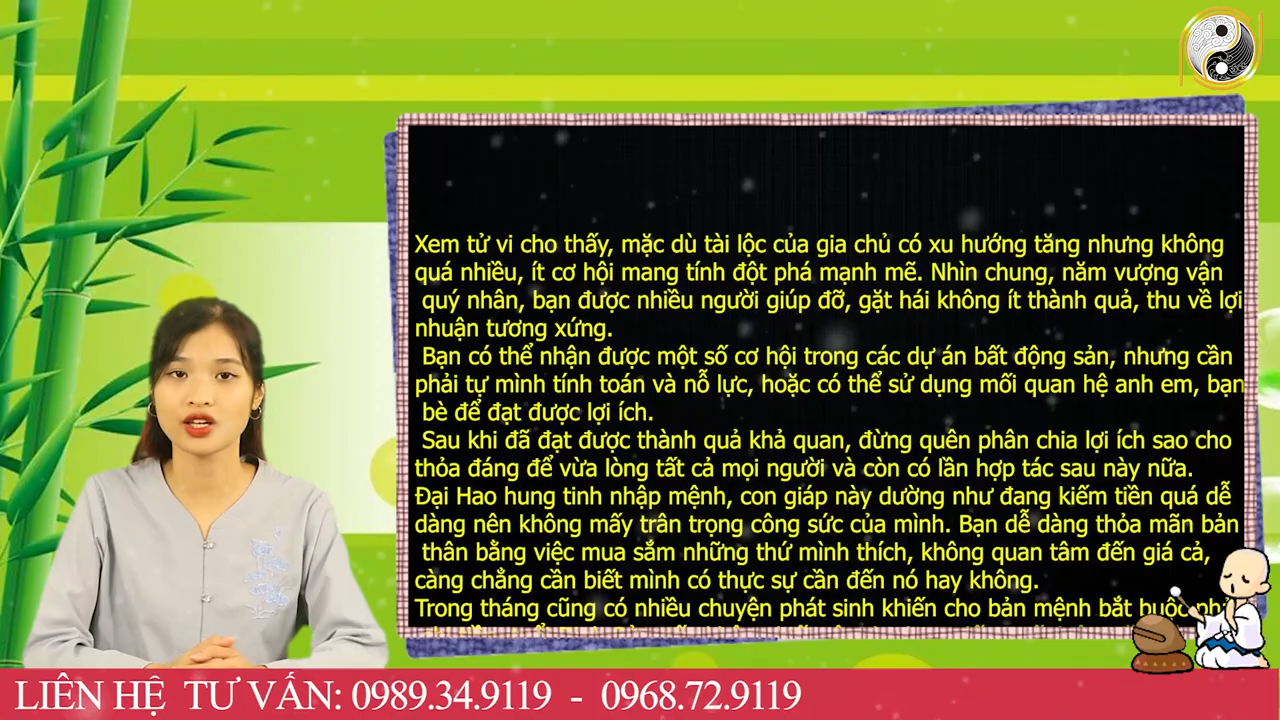 Xem tử vi cho thấy, mặc dù tài lộc của gia chủ có xu hướng tăng nhưng không
quá nhiều, ít cơ hội mang tính đột phá mạnh mẽ. Nhìn chung, năm vượng vận
quý nhân, bạn được nhiều người giúp đỡ, gặt hái không ít thành quả, thu về lợi
nhuận tương xứng.
Bạn có thể nhận được một số cơ hội trong các dự án bất động sản, nhưng cần
phải tự mình tính toán và nỗ lực, hoặc có thể sử dụng mối quan hệ anh em, bạn
bè để đạt được lợi ích.
Sau khi đã đạt được thành quả khả quan, đừng quên phân chia lợi ích sao cho
thỏa đáng để vừa lòng tất cả mọi người và còn có lần hợp tác sau này nữa.
Đại Hao hung tinh nhập mệnh, con giáp này dường như đang kiếm tiền quá dễ
dàng nên không mấy trân trọng công sức của mình. Bạn dễ dàng thỏa mãn bản
thân bằng việc mua sắm những thứ mình thích, không quan tâm đến giá cả,
càng chẳng cần biết mình có thực sự cần đến nó hay không.
Trong tháng cũng có nhiều chuyện phát sinh khiến cho bản mệnh bắt buộc
LIÊN HỆ TƯ VẤN: 0989.34.9119 - 0968.72.9119